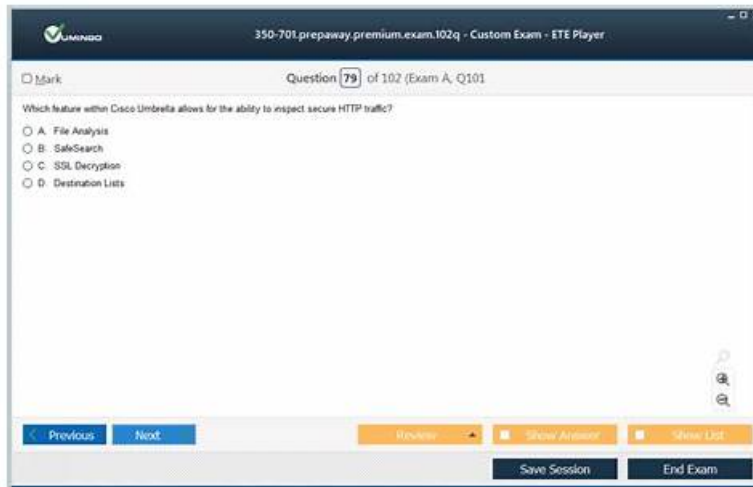 VUMINGO
350-701.prepaway.premium.exam.102q - Custom Exam - ETE Player
Mark
Question 79 of 102 (Exam A, Q101
Which feature within Cisco Umbrella allows for the ability to inspect secure HTTP traffic?
A. File Analysis
B. SafeSearch
C. SSL Decryption
D. Destination Lists
Previous
Next
Review
Show Answer
Show List
Save Session
End Exam